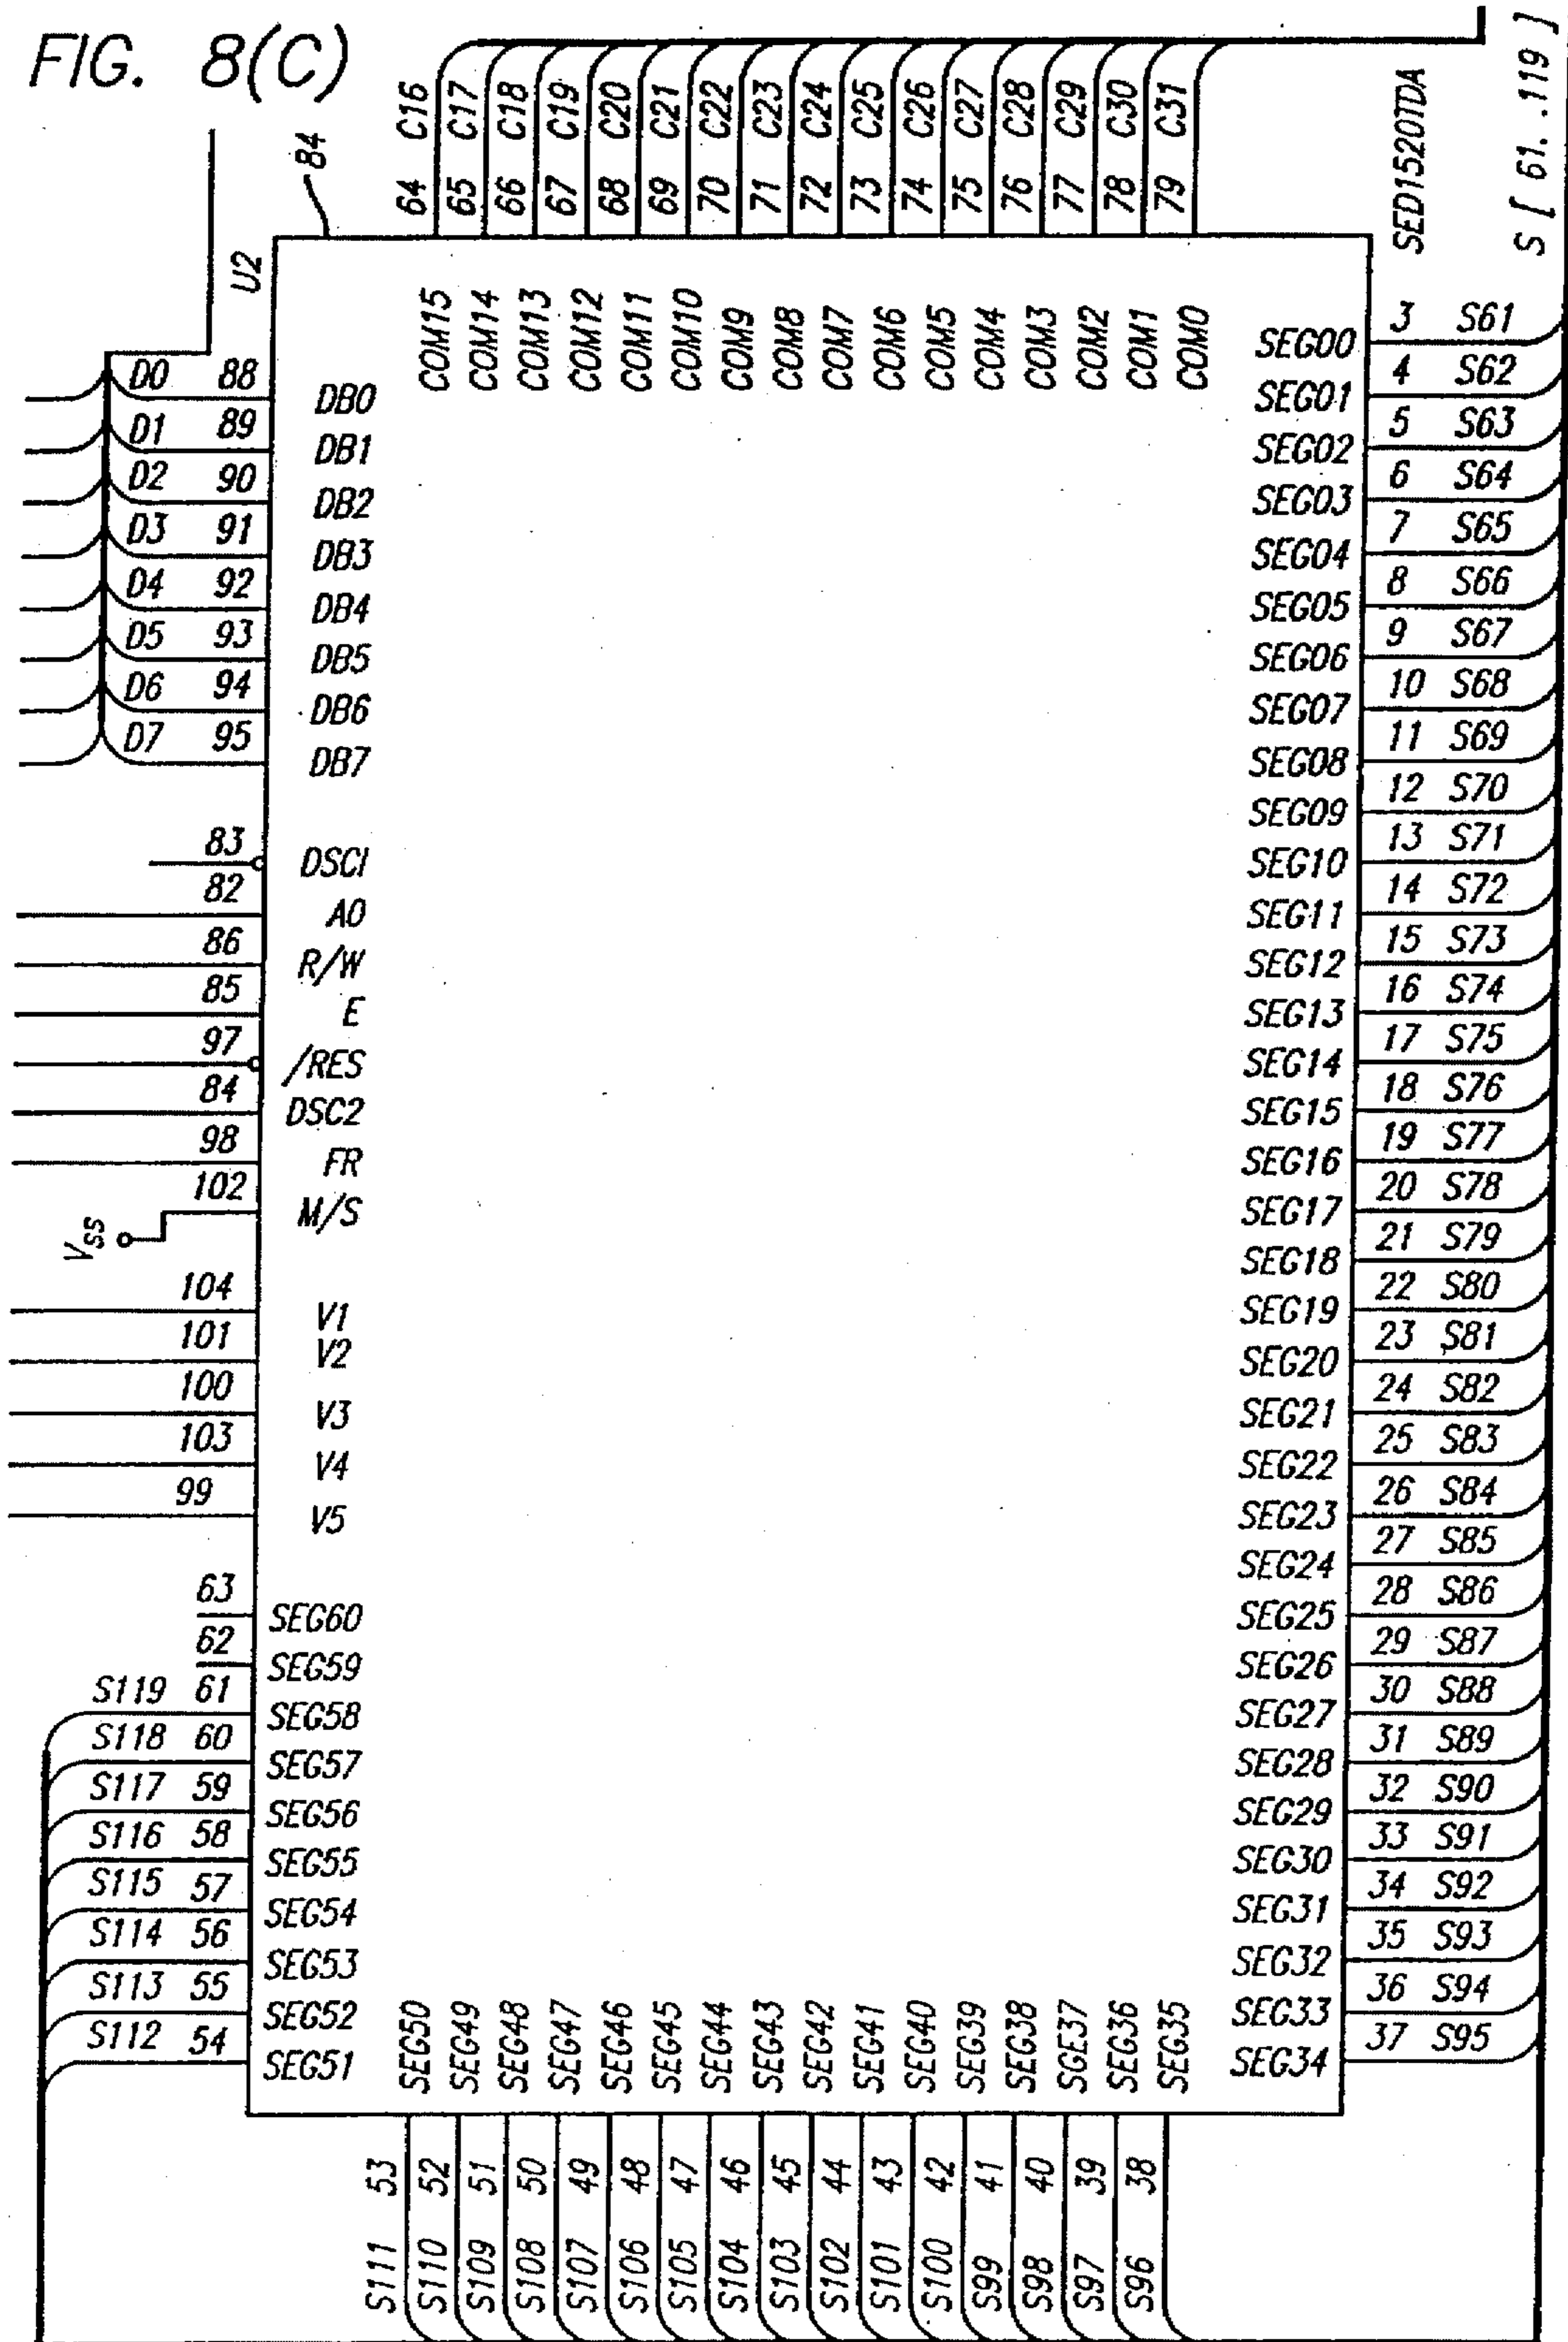 FIG. 8(C)
84
U2
SED1520TDA
S [ 61. .119 ]
64 C16
65 C17
66 C18
67 C19
68 C20
69 C21
70 C22
71 C23
72 C24
73 C25
74 C26
75 C27
76 C28
77 C29
78 C30
79 C31
COM15
COM14
COM13
COM12
COM11
COM10
COM9
COM8
COM7
COM6
COM5
COM4
COM3
COM2
COM1
COM0
D0 88 DB0
D1 89 DB1
D2 90 DB2
D3 91 DB3
D4 92 DB4
D5 93 DB5
D6 94 DB6
D7 95 DB7
83 DSCI
82 A0
86 R/W
85 E
97 /RES
84 DSC2
98 FR
102 M/S
Vss
104 V1
101 V2
100 V3
103 V4
99 V5
63 SEG60
62 SEG59
S119 61 SEG58
S118 60 SEG57
S117 59 SEG56
S116 58 SEG55
S115 57 SEG54
S114 56 SEG53
S113 55 SEG52
S112 54 SEG51
SEG00 3 S61
SEG01 4 S62
SEG02 5 S63
SEG03 6 S64
SEG04 7 S65
SEG05 8 S66
SEG06 9 S67
SEG07 10 S68
SEG08 11 S69
SEG09 12 S70
SEG10 13 S71
SEG11 14 S72
SEG12 15 S73
SEG13 16 S74
SEG14 17 S75
SEG15 18 S76
SEG16 19 S77
SEG17 20 S78
SEG18 21 S79
SEG19 22 S80
SEG20 23 S81
SEG21 24 S82
SEG22 25 S83
SEG23 26 S84
SEG24 27 S85
SEG25 28 S86
SEG26 29 S87
SEG27 30 S88
SEG28 31 S89
SEG29 32 S90
SEG30 33 S91
SEG31 34 S92
SEG32 35 S93
SEG33 36 S94
SEG34 37 S95
SEG50
SEG49
SEG48
SEG47
SEG46
SEG45
SEG44
SEG43
SEG42
SEG41
SEG40
SEG39
SEG38
SGE37
SEG36
SEG35
S111 53
S110 52
S109 51
S108 50
S107 49
S106 48
S105 47
S104 46
S103 45
S102 44
S101 43
S100 42
S99 41
S98 40
S97 39
S96 38